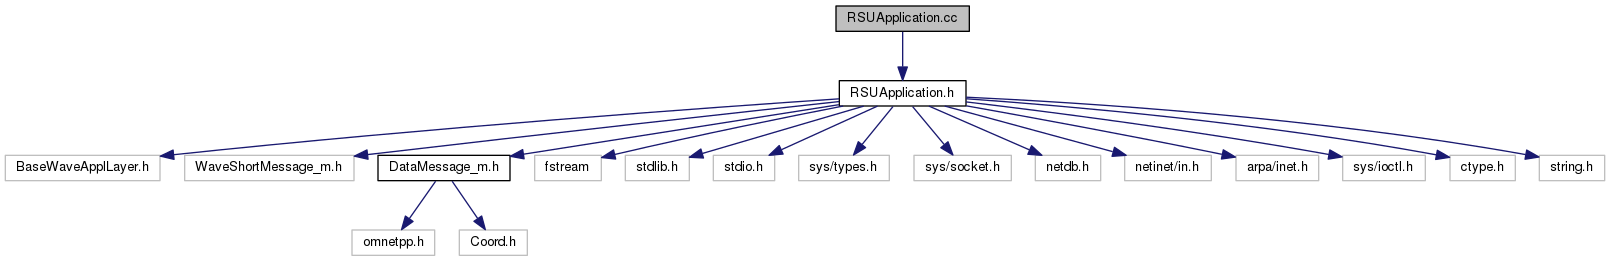 RSUApplication.cc
RSUApplication.h
BaseWaveApplLayer.h
WaveShortMessage_m.h
DataMessage_m.h
fstream
stdlib.h
stdio.h
sys/types.h
sys/socket.h
netdb.h
netinet/in.h
arpa/inet.h
sys/ioctl.h
ctype.h
string.h
omnetpp.h
Coord.h